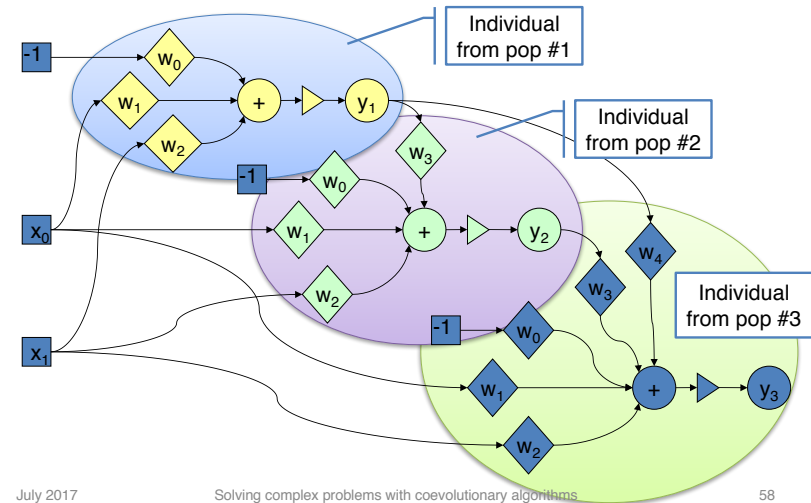 Individual
from pop #1
-1
w0
w1
+
y1
w2
Individual
from pop #2
w3
-1
w0
x0
w1
+
y2
w4
w2
w3
Individual
from pop #3
-1
w0
x1
w1
+
y3
w2
July 2017
Solving complex problems with coevolutionary algorithms
58